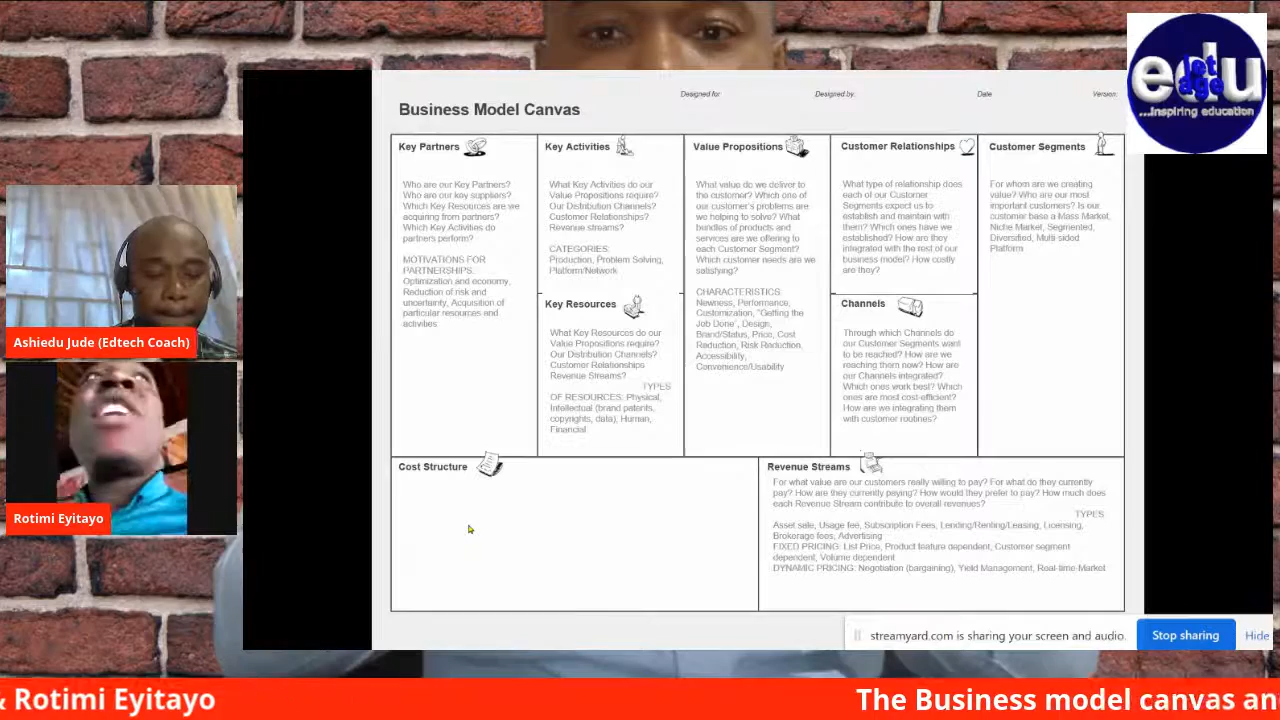 Designed for
Designed by:
Date
Version:
Business Model Canvas
Key Partners
Who are our Key Partners?
Who are our key suppliers?
Which Key Resources are we
acquiring from partners?
Which Key Activities do
partners perform?
MOTIVATIONS FOR
PARTNERSHIPS:
Optimization and economy,
Reduction of risk and
uncertainty, Acquisition of
particular resources and
activities
Key Activities
What Key Activities do our
Value Propositions require?
Our Distribution Channels?
Customer Relationships?
Revenue streams?
CATEGORIES:
Production, Problem Solving,
Platform/Network
Key Resources
What Key Resources do our
Value Propositions require?
Our Distribution Channels?
Customer Relationships
Revenue Streams?
TYPES
OF RESOURCES: Physical,
Intellectual (brand patents,
copyrights, data), Human,
Financial
Value Propositions
What value do we deliver to
the customer? Which one of
our customer's problems are
we helping to solve? What
bundles of products and
services are we offering to
each Customer Segment?
Which customer needs are we
satisfying?
CHARACTERISTICS:
Newness, Performance,
Customization, "Getting the
Job Done", Design,
Brand/Status, Price, Cost
Reduction, Risk Reduction,
Accessibility,
Convenience/Usability
Customer Relationships
What type of relationship does
each of our Customer
Segments expect us to
establish and maintain with
them? Which ones have we
established? How are they
integrated with the rest of our
business model? How costly
are they?
Channels
Through which Channels do
our Customer Segments want
to be reached? How are we
reaching them now? How are
our Channels integrated?
Which ones work best? Which
ones are most cost-efficient?
How are we integrating them
with customer routines?
Customer Segments
For whom are we creating
value? Who are our most
important customers? Is our
customer base a Mass Market,
Niche Market, Segmented,
Diversified, Multi-sided
Platform
Cost Structure
Revenue Streams
For what value are our customers really willing to pay? For what do they currently
pay? How are they currently paying? How would they prefer to pay? How much does
each Revenue Stream contribute to overall revenues?
TYPES
Asset sale, Usage fee, Subscription Fees, Lending/Renting/Leasing, Licensing,
Brokerage fees, Advertising
FIXED PRICING: List Price, Product feature dependent, Customer segment
dependent, Volume dependent
DYNAMIC PRICING: Negotiation (bargaining), Yield Management, Real-time-Market
edu
jet
age
...inspiring education
Ashiedu Jude (Edtech Coach)
Rotimi Eyitayo
streamyard.com is sharing your screen and audio.
Stop sharing
Hide
& Rotimi Eyitayo
The Business model canvas an